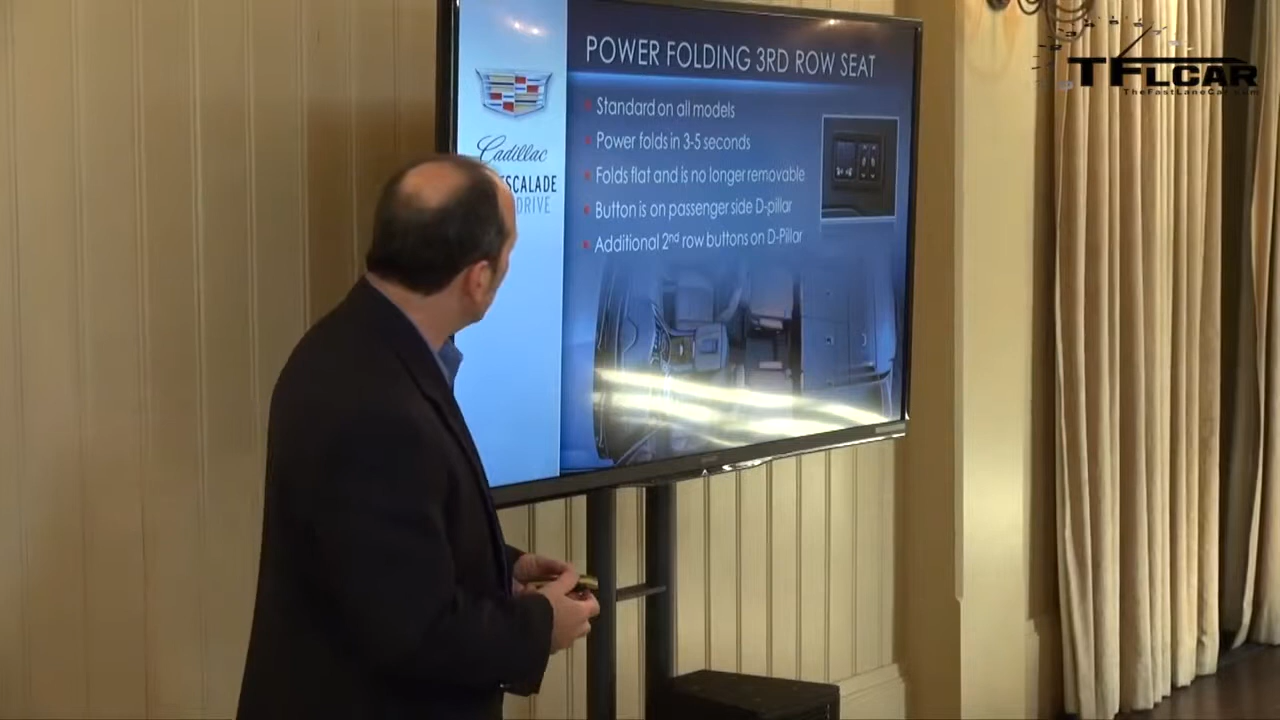 POWER FOLDING 3RD ROW SEAT
Standard on all models
Power folds in 3-5 seconds
Folds flat and is no longer removable
Button is on passenger side D-pillar
Additional 2nd row buttons on D-Pillar
Cadillac
ESCALADE
DRIVE
TFLCAR
TheFastLaneCar.com